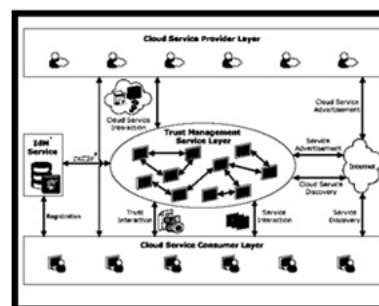 Cloud Service Provider Layer
Cloud Service
Interaction
Cloud Service
Advertisement
Trust Management
Service Layer
IdM
Service
ZKC2P
Service
Advertisement
Internet
Cloud Service
Discovery
Registration
Trust
Interaction
Service
Interaction
Service
Discovery
Cloud Service Consumer Layer